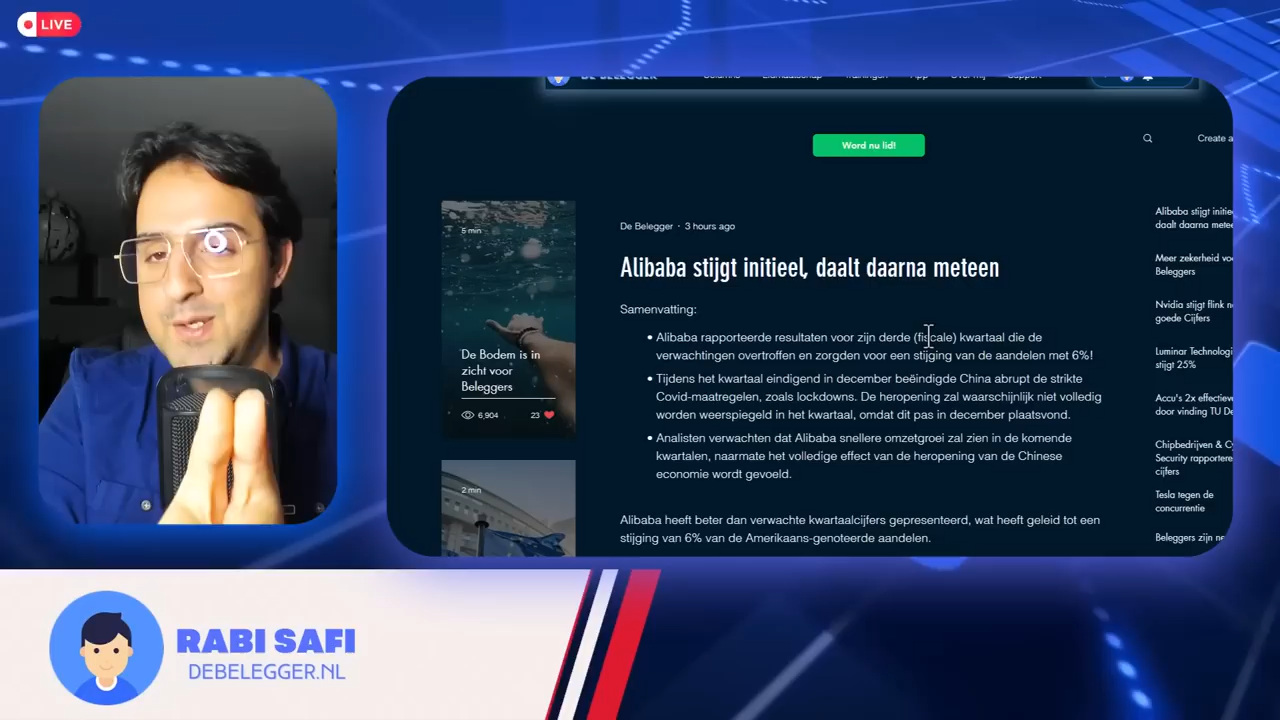 LIVE
DE BELEGGER
Word nu lid!
Create a
5 min
De Bodem is in
zicht voor
Beleggers
6,904
23
2 min
De Belegger · 3 hours ago
Alibaba stijgt initieel, daalt daarna meteen
Samenvatting:
• Alibaba rapporteerde resultaten voor zijn derde (fiscale) kwartaal die de
verwachtingen overtroffen en zorgden voor een stijging van de aandelen met 6%!
• Tijdens het kwartaal eindigend in december beëindigde China abrupt de strikte
Covid-maatregelen, zoals lockdowns. De heropening zal waarschijnlijk niet volledig
worden weerspiegeld in het kwartaal, omdat dit pas in december plaatsvond.
• Analisten verwachten dat Alibaba snellere omzetgroei zal zien in de komende
kwartalen, naarmate het volledige effect van de heropening van de Chinese
economie wordt gevoeld.
Alibaba heeft beter dan verwachte kwartaalcijfers gepresenteerd, wat heeft geleid tot een
stijging van 6% van de Amerikaans-genoteerde aandelen.
Alibaba stijgt initie
daalt daarna mete
Meer zekerheid vo
Beleggers
Nvidia stijgt flink n
goede Cijfers
Luminar Technologi
stijgt 25%
Accu's 2x effectiev
door vinding TU De
Chipbedrijven & C
Security rapportere
cijfers
Tesla tegen de
concurrentie
Beleggers zijn ne
RABI SAFI
DEBELEGGER.NL